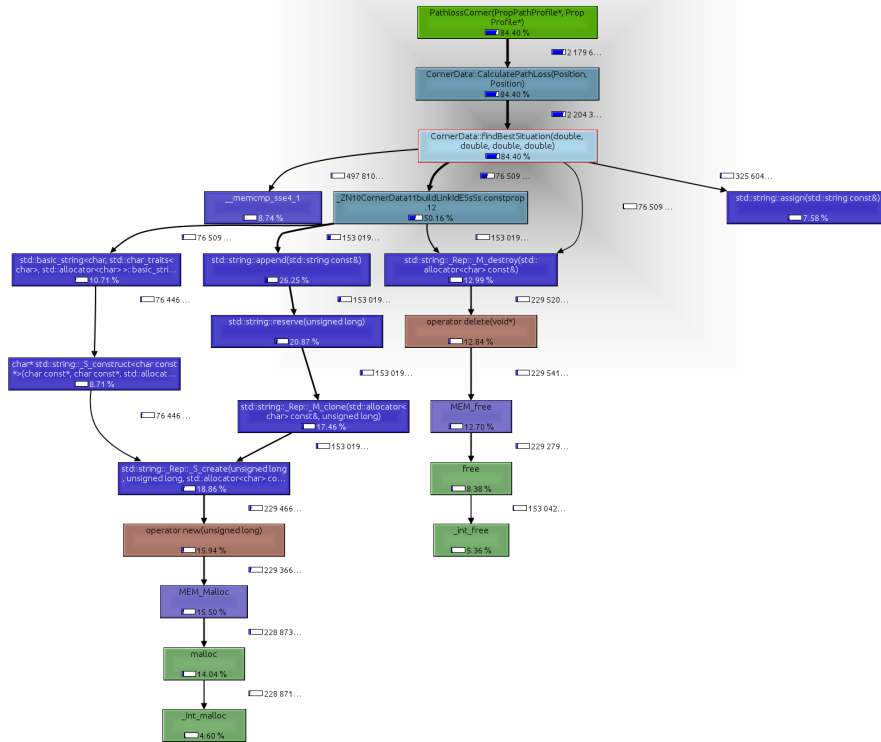 PathlossCorner(PropPathProfile*, Prop
Profile*)
84.40 %
2 179 6...
CornerData::CalculatePathLoss(Position,
Position)
84.40 %
2 204 3...
CornerData::findBestSituation(double,
double, double, double)
84.40 %
497 810...
76 509 ...
325 604...
__memcmp_sse4_1
8.74 %
_ZN10CornerData11buildLinkIdESsSs.constprop
.12
50.16 %
76 509 ...
std::string::assign(std::string const&)
7.58 %
76 509 ...
153 019...
153 019...
std::basic_string<char, std::char_traits<
char>, std::allocator<char> >::basic_stri...
10.71 %
std::string::append(std::string const&)
26.25 %
std::string::_Rep::_M_destroy(std::
allocator<char> const&)
12.99 %
76 446 ...
153 019...
229 520...
std::string::reserve(unsigned long)
20.87 %
operator delete(void*)
12.84 %
char* std::string::_S_construct<char const
*>(char const*, char const*, std::allocat...
8.71 %
153 019...
229 541...
76 446 ...
std::string::_Rep::_M_clone(std::allocator<
char> const&, unsigned long)
17.46 %
MEM_free
12.70 %
153 019...
229 279...
std::string::_Rep::_S_create(unsigned long
, unsigned long, std::allocator<char> co...
18.86 %
free
8.38 %
229 466...
153 042...
operator new(unsigned long)
15.94 %
_int_free
5.36 %
229 366...
MEM_Malloc
15.50 %
228 873...
malloc
14.04 %
228 871...
_int_malloc
4.60 %